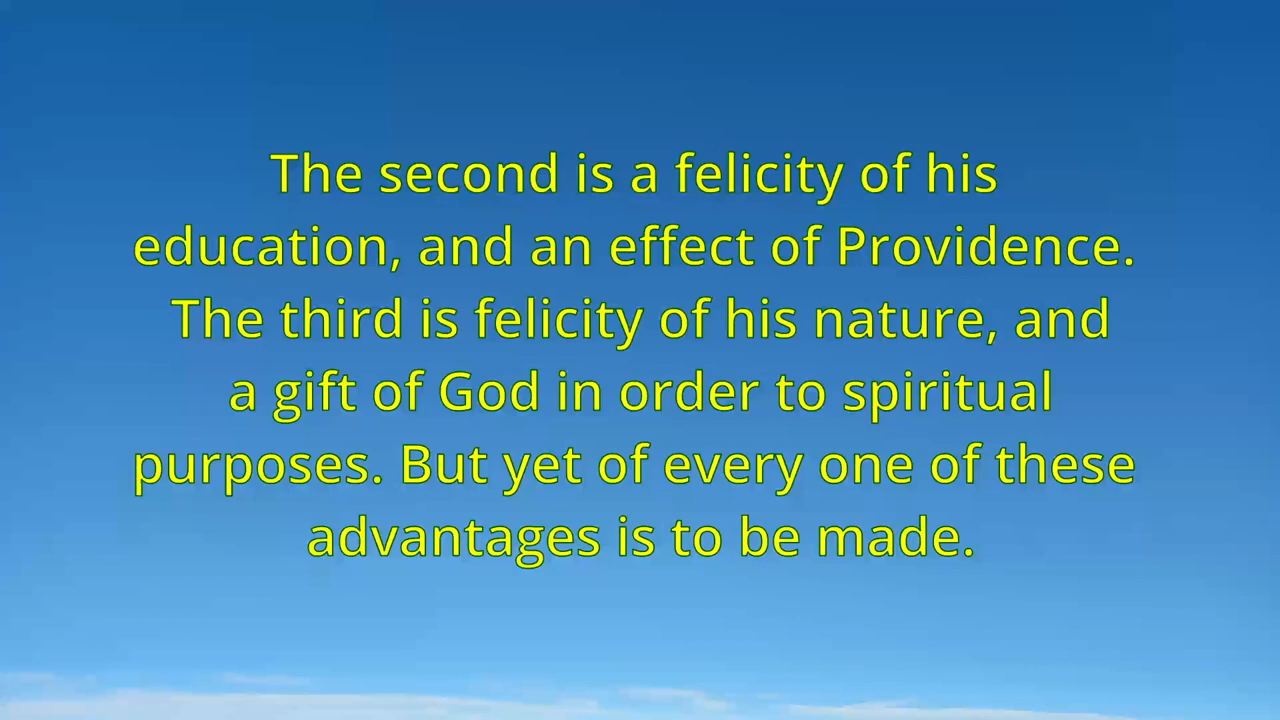 The second is a felicity of his
education, and an effect of Providence.
The third is felicity of his nature, and
a gift of God in order to spiritual
purposes. But yet of every one of these
advantages is to be made.